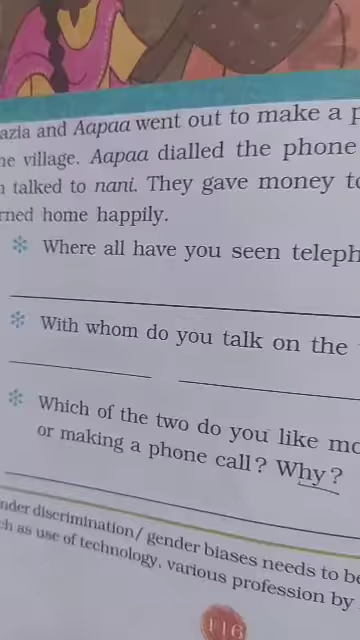 azia and Aapaa went out to make a p
he village. Aapaa dialled the phone
talked to nani. They gave money to
rned home happily.
Where all have you seen teleph
With whom do you talk on the
Which of the two do you like mo
or making a phone call? Why?
nder discrimination/ gender biases needs to be
ch as use of technology, various profession by
116